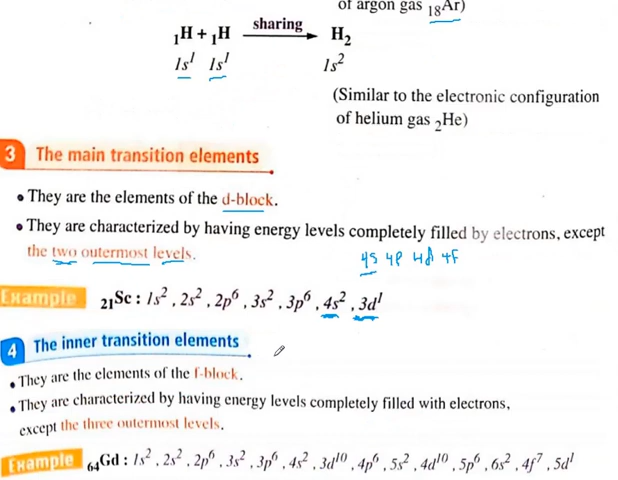 of argon gas ₁₈Ar)
₁H + ₁H sharing H₂
1s¹ 1s¹ 1s²
(Similar to the electronic configuration
of helium gas ₂He)
3 The main transition elements
• They are the elements of the d-block.
• They are characterized by having energy levels completely filled by electrons, except
the two outermost levels.
4s 4p 4d 4f
Example ₂₁Sc : 1s², 2s², 2p⁶, 3s², 3p⁶, 4s², 3d¹
4 The inner transition elements
• They are the elements of the f-block.
• They are characterized by having energy levels completely filled with electrons,
except the three outermost levels.
Example ₆₄Gd : 1s², 2s², 2p⁶, 3s², 3p⁶, 4s², 3d¹⁰, 4p⁶, 5s², 4d¹⁰, 5p⁶, 6s², 4f⁷, 5d¹